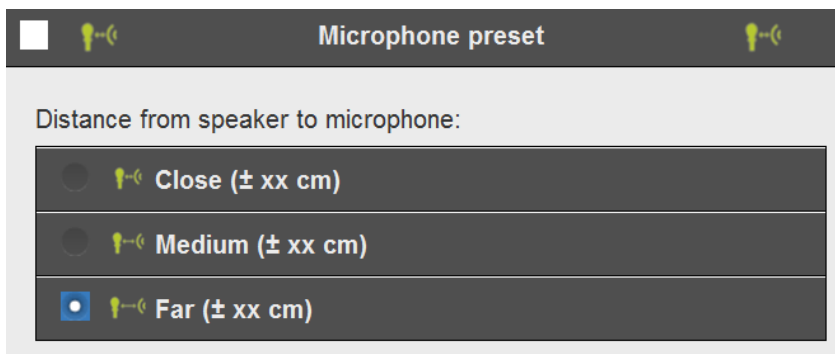 Microphone preset
Distance from speaker to microphone:
Close (± xx cm)
Medium (± xx cm)
Far (± xx cm)